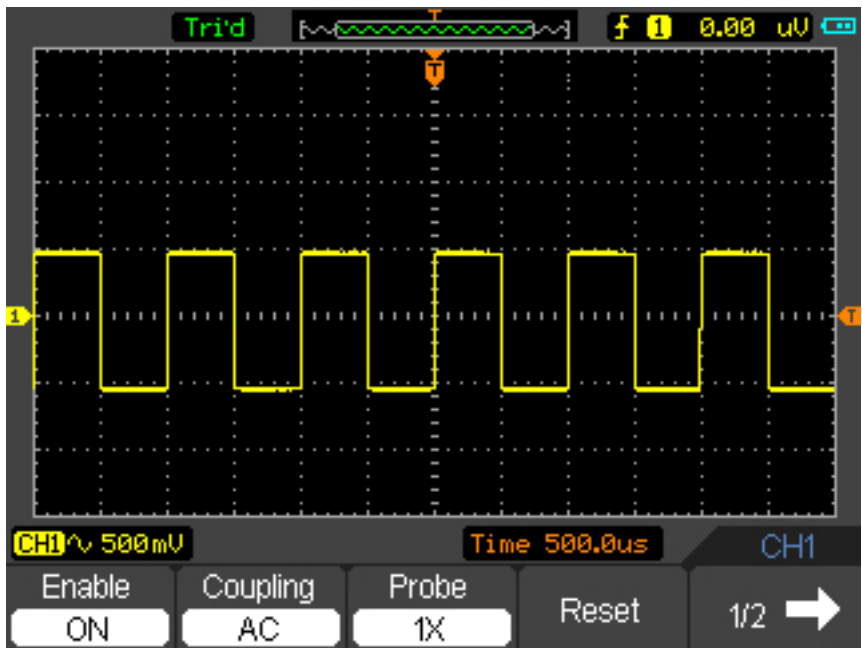 T
Tri'd 1 0.00 uV
T
1 T
CH1 500mV Time 500.0us CH1
Enable Coupling Probe Reset 1/2
ON AC 1X